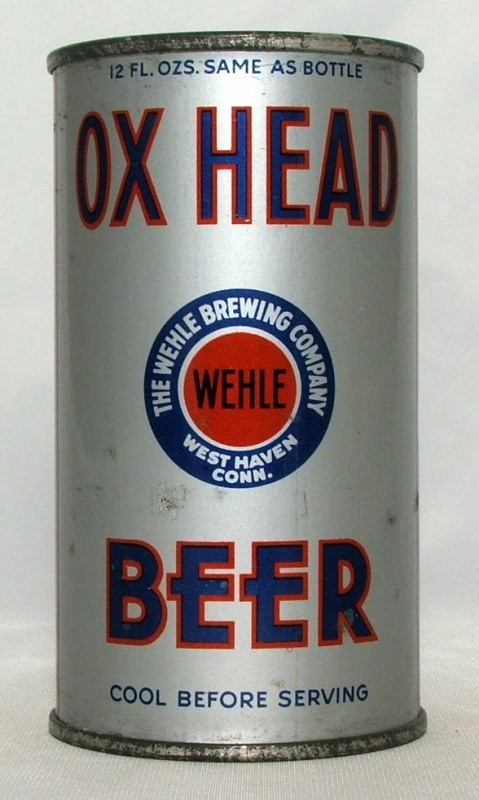 12 FL. OZS. SAME AS BOTTLE
OX HEAD
THE WEHLE BREWING COMPANY
WEHLE
WEST HAVEN
CONN.
BEER
COOL BEFORE SERVING